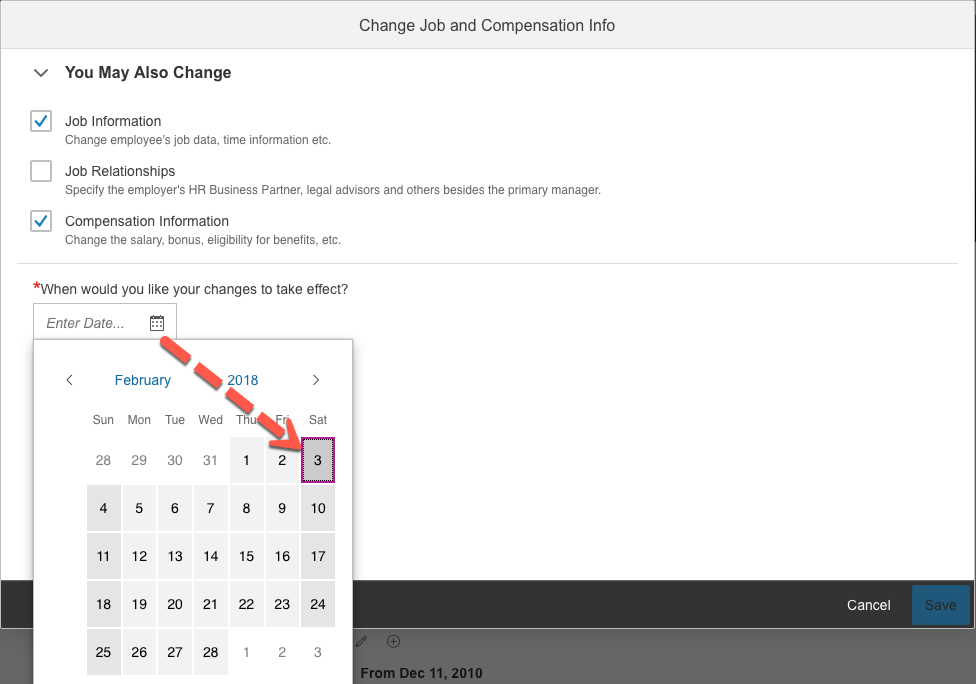 Change Job and Compensation Info
You May Also Change
Job Information
Change employee's job data, time information etc.
Job Relationships
Specify the employer's HR Business Partner, legal advisors and others besides the primary manager.
Compensation Information
Change the salary, bonus, eligibility for benefits, etc.
*When would you like your changes to take effect?
Enter Date...
February 2018
Sun Mon Tue Wed Thu Fri Sat
28 29 30 31 1 2 3
4 5 6 7 8 9 10
11 12 13 14 15 16 17
18 19 20 21 22 23 24
25 26 27 28 1 2 3
Cancel Save
From Dec 11, 2010